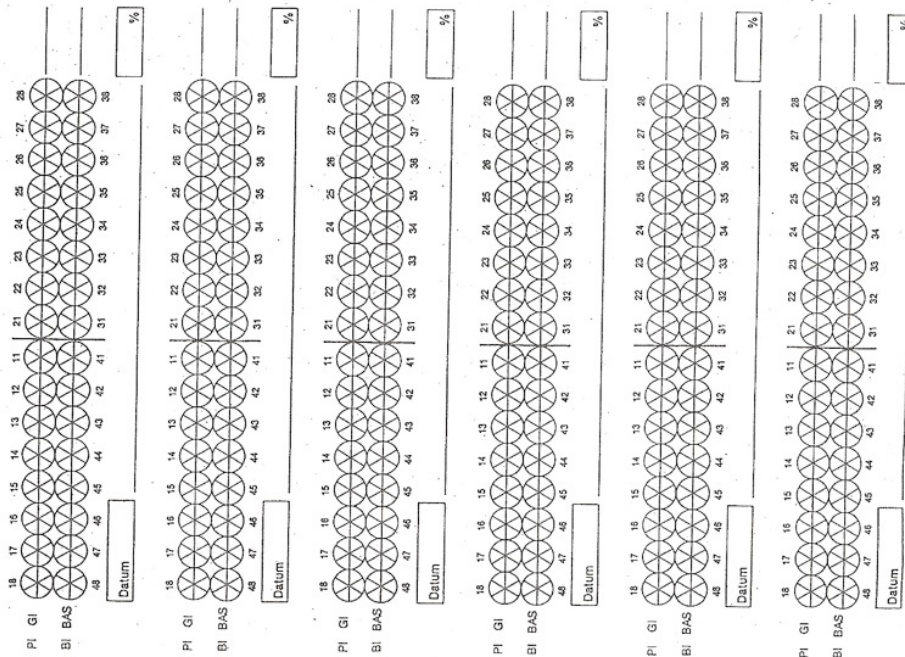 18 17 16 15 14 13 12 11 21 22 23 24 25 26 27 28
PI GI
BI BAS
48 47 46 45 44 43 42 41 31 32 33 34 35 36 37 38
Datum %
18 17 16 15 14 13 12 11 21 22 23 24 25 26 27 28
PI GI
BI BAS
48 47 46 45 44 43 42 41 31 32 33 34 35 36 37 38
Datum %
18 17 16 15 14 13 12 11 21 22 23 24 25 26 27 28
PI GI
BI BAS
48 47 46 45 44 43 42 41 31 32 33 34 35 36 37 38
Datum %
18 17 16 15 14 13 12 11 21 22 23 24 25 26 27 28
PI GI
BI BAS
48 47 46 45 44 43 42 41 31 32 33 34 35 36 37 38
Datum %
18 17 16 15 14 13 12 11 21 22 23 24 25 26 27 28
PI GI
BI BAS
48 47 46 45 44 43 42 41 31 32 33 34 35 36 37 38
Datum %
18 17 16 15 14 13 12 11 21 22 23 24 25 26 27 28
PI GI
BI BAS
48 47 46 45 44 43 42 41 31 32 33 34 35 36 37 38
Datum %